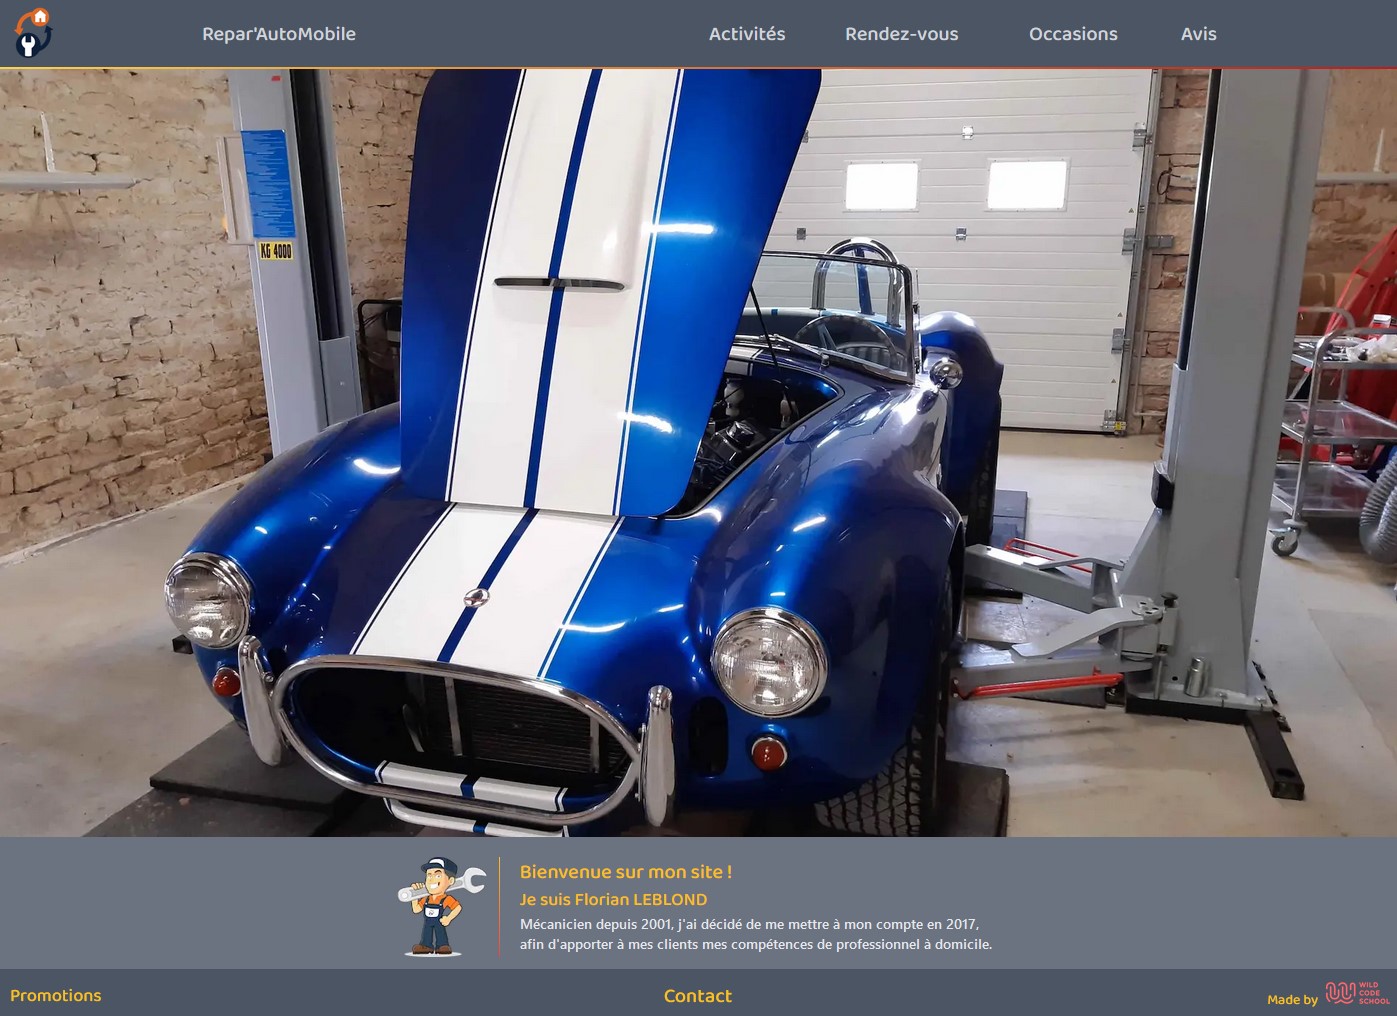 Repar'AutoMobile
Activités
Rendez-vous
Occasions
Avis
KG 4000
Bienvenue sur mon site !
Je suis Florian LEBLOND
Mécanicien depuis 2001, j'ai décidé de me mettre à mon compte en 2017,
afin d'apporter à mes clients mes compétences de professionnel à domicile.
Promotions
Contact
Made by
WILD
CODE
SCHOOL